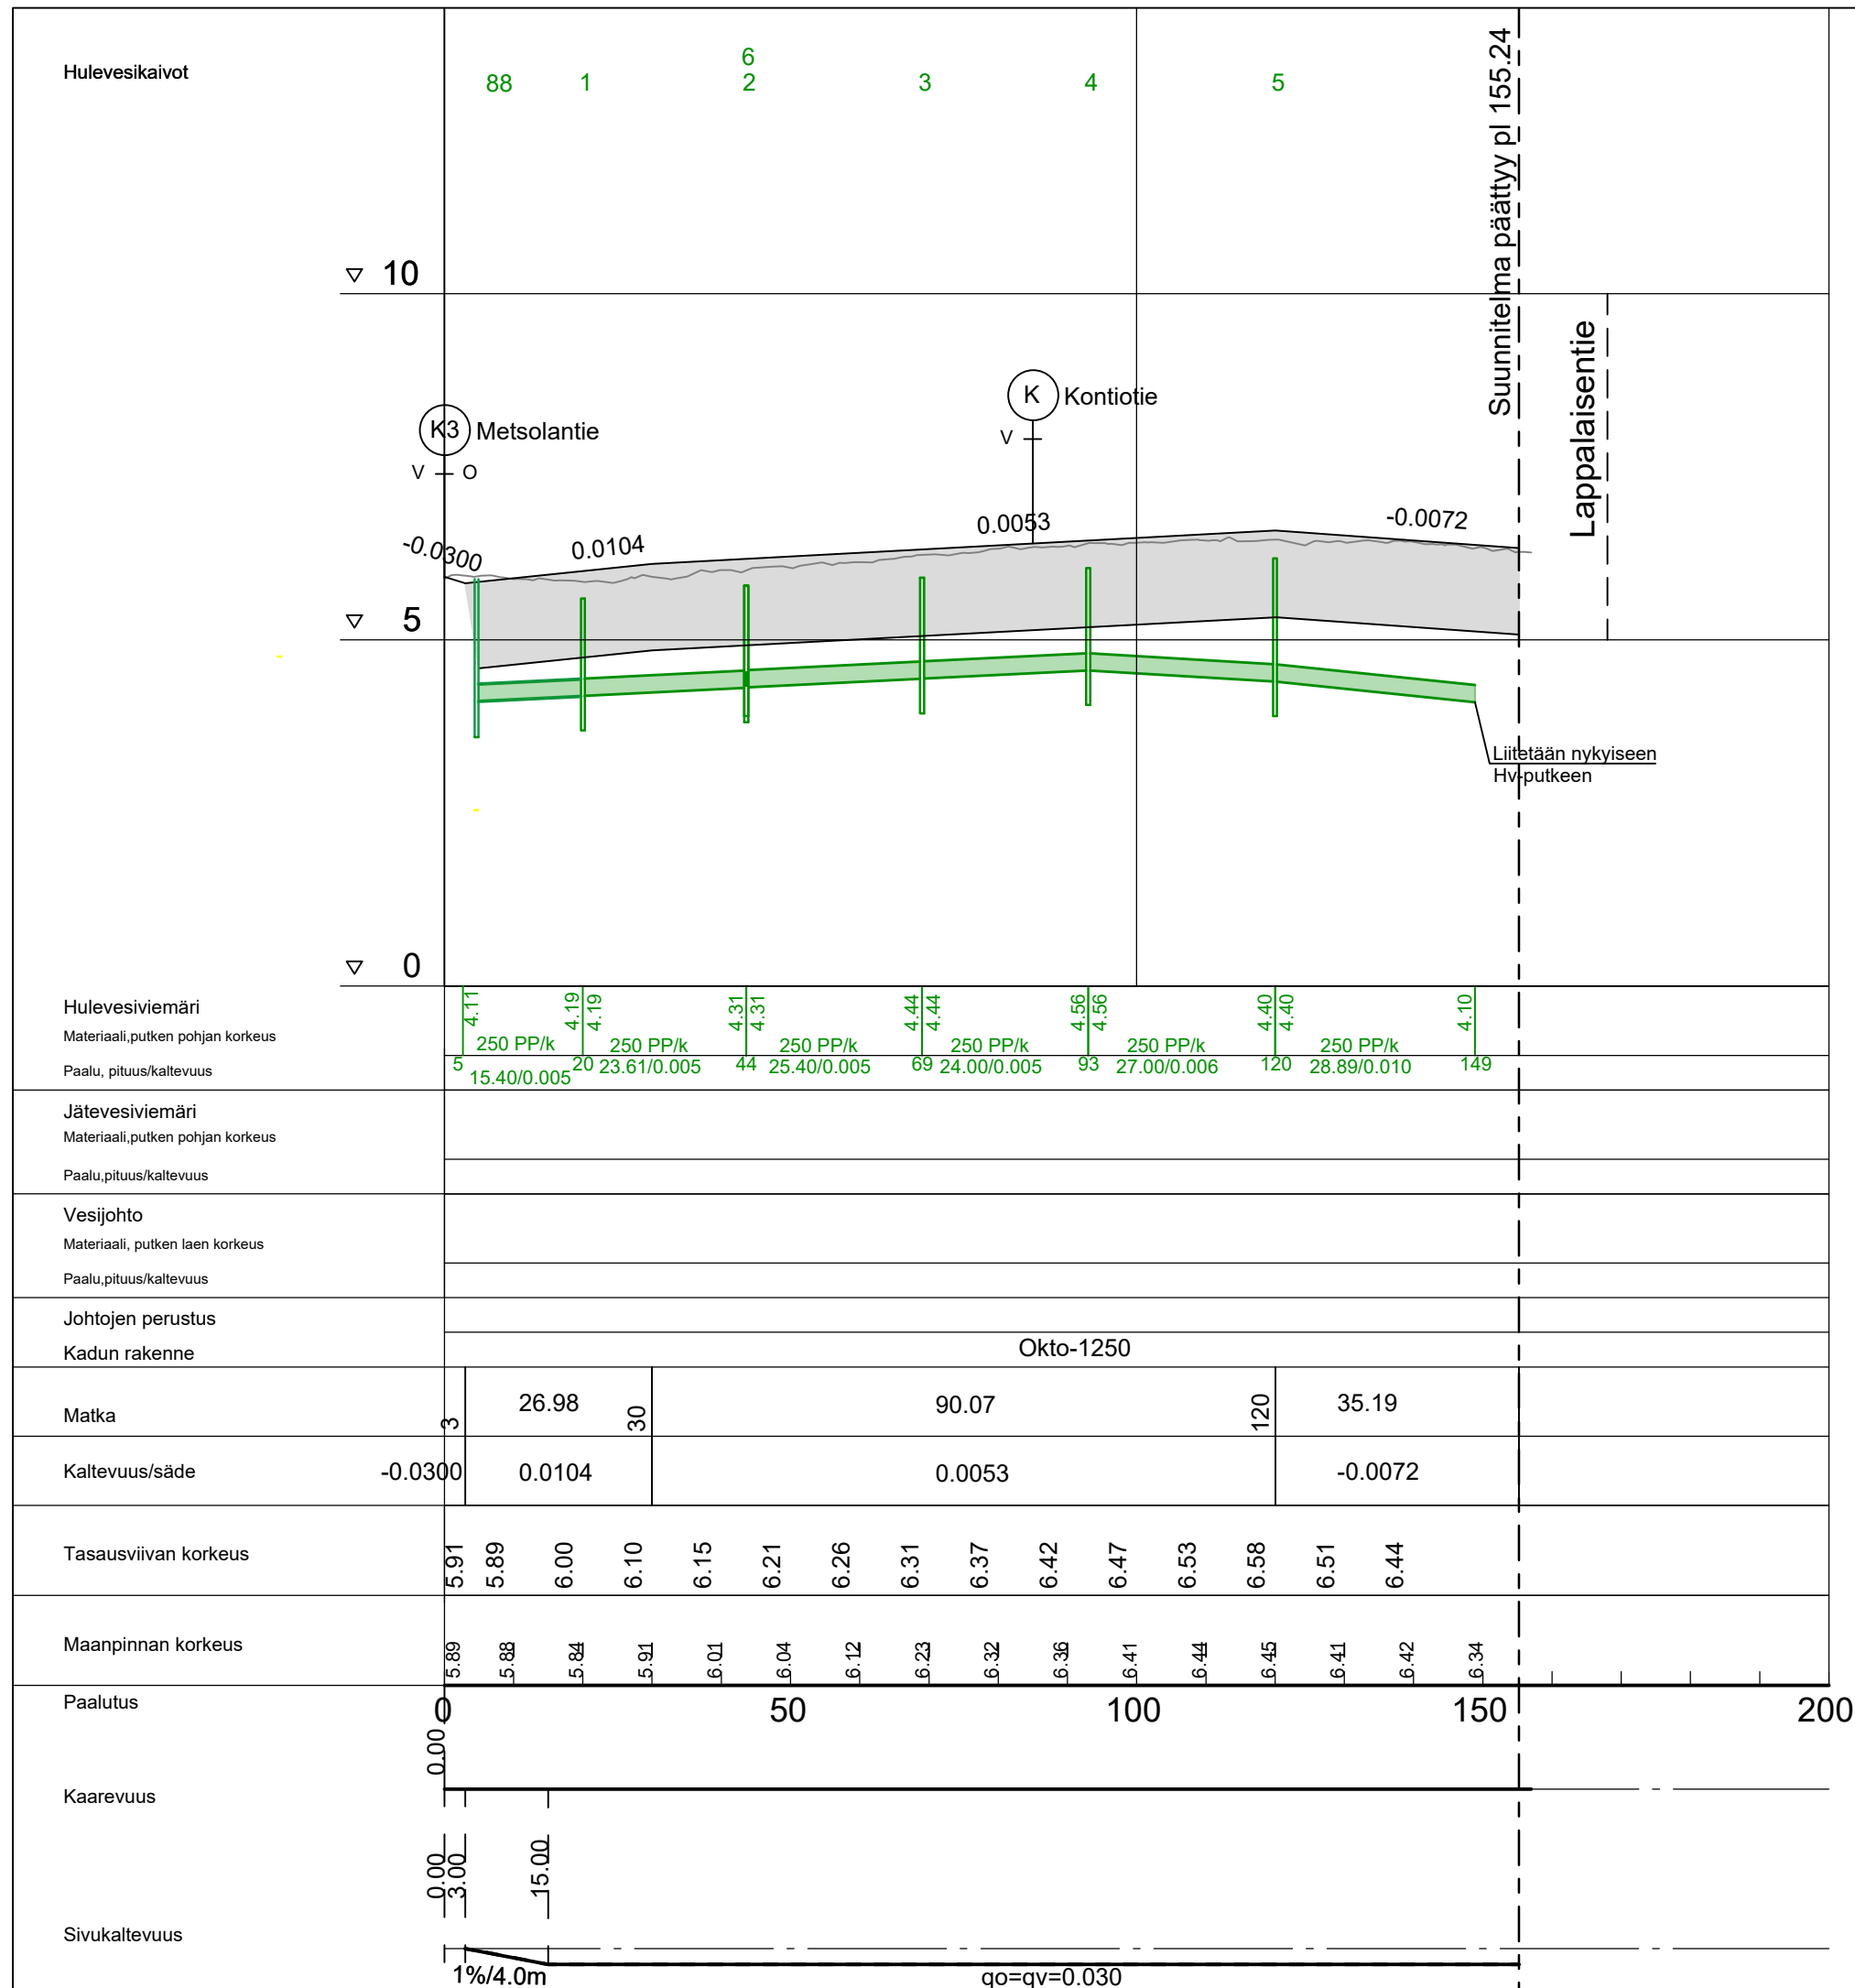 Hulevesikaivot
88 1 6 3 4 5
2
Suunnitelma päättyy pl 155.24
10
Lappalaisentie
K Kontiotie
V
K3 Metsolantie
V O
-0.0300 0.0104 0.0053 -0.0072
5
Liitetään nykyiseen
Hv-putkeen
0
Hulevesiviemäri
4.11 4.19 4.19 4.31 4.31 4.44 4.44 4.56 4.56 4.40 4.40 4.10
Materiaali,putken pohjan korkeus
250 PP/k 250 PP/k 250 PP/k 250 PP/k 250 PP/k 250 PP/k
Paalu, pituus/kaltevuus
5 15.40/0.005 20 23.61/0.005 44 25.40/0.005 69 24.00/0.005 93 27.00/0.006 120 28.89/0.010 149
Jätevesiviemäri
Materiaali,putken pohjan korkeus
Paalu,pituus/kaltevuus
Vesijohto
Materiaali, putken laen korkeus
Paalu,pituus/kaltevuus
Johtojen perustus
Kadun rakenne Okto-1250
Matka 3 26.98 30 90.07 120 35.19
Kaltevuus/säde -0.0300 0.0104 0.0053 -0.0072
Tasausviivan korkeus 5.91 5.89 6.00 6.10 6.15 6.21 6.26 6.31 6.37 6.42 6.47 6.53 6.58 6.51 6.44
Maanpinnan korkeus 5.89 5.88 5.84 5.91 6.01 6.04 6.12 6.23 6.32 6.36 6.41 6.44 6.45 6.41 6.42 6.34
Paalutus 0 50 100 150 200
0.00
Kaarevuus
0.00 3.00 15.00
Sivukaltevuus
1%/4.0m qo=qv=0.030